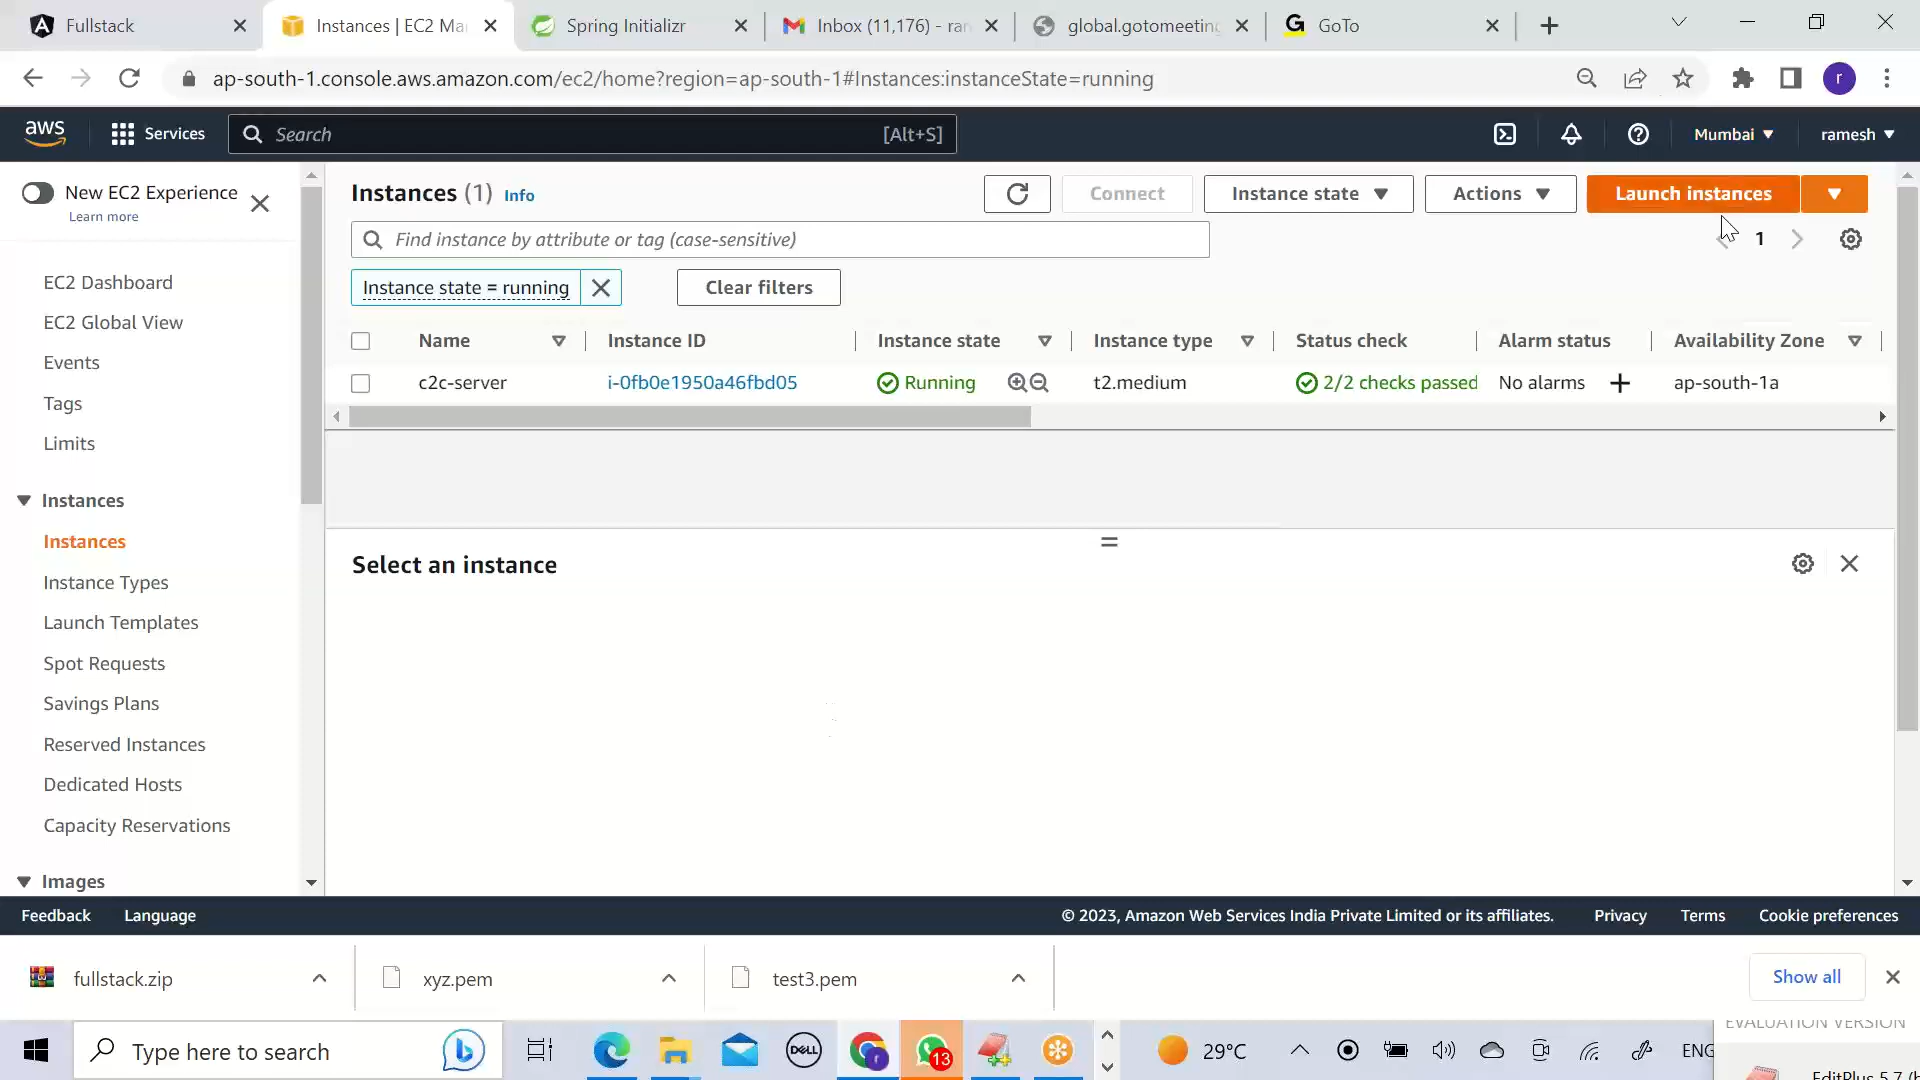 Fullstack
Instances | EC2 Ma
Spring Initializr
Inbox (11,176) - ran
global.gotomeeting
GoTo
ap-south-1.console.aws.amazon.com/ec2/home?region=ap-south-1#Instances:instanceState=running
r
aws
Services
Search
[Alt+S]
Mumbai
ramesh
New EC2 Experience
Learn more
EC2 Dashboard
EC2 Global View
Events
Tags
Limits
Instances
Instances
Instance Types
Launch Templates
Spot Requests
Savings Plans
Reserved Instances
Dedicated Hosts
Capacity Reservations
Images
Instances (1) Info
Connect
Instance state
Actions
Launch instances
Find instance by attribute or tag (case-sensitive)
1
Instance state = running
Clear filters
Name Instance ID Instance state Instance type Status check Alarm status Availability Zone
c2c-server i-0fb0e1950a46fbd05 Running t2.medium 2/2 checks passed No alarms ap-south-1a
Select an instance
Feedback Language
© 2023, Amazon Web Services India Private Limited or its affiliates. Privacy Terms Cookie preferences
fullstack.zip
xyz.pem
test3.pem
Show all
Type here to search
DELL
r
13
29°C
ENG
EVALUATION VERSION
EditPlus 5.7 (